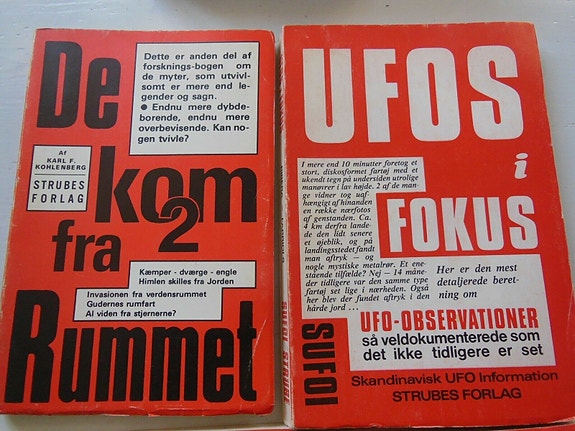 De
Dette er anden del af
forsknings-bogen om
de myter, som utvivl-
somt er mere end le-
gender og sagn.
● Endnu mere dybde-
borende, endnu mere
overbevisende. Kan no-
gen tvivle?
Af
KARL F.
KOHLENBERG
STRUBES
FORLAG
kom
2
fra
Kæmper - dværge - engle
Himlen skilles fra Jorden
Invasionen fra verdensrummet
Gudernes rumfart
Al viden fra stjernerne?
Rummet
SUFOI STRUBE
UFOS
i
FOKUS
I mere end 10 minutter foretog et
stort, diskosformet fartøj med et
ukendt tegn på undersiden utrolige
manøvrer i lav højde. 2 af de man-
ge vidner tog uaf-
hængigt af hinanden
en række nærfotos
af genstanden. Ca.
4 km derfra lande-
de den lidt senere
et øjeblik, og på
landingsstedet fandt
man aftryk – og
nogle mystiske metalrør. Et ene-
stående tilfælde? Nej – 14 måne-
der tidligere var den samme type
fartøj set lige i nærheden. Også
her blev der fundet aftryk i den
hårde jord ...
Her er den mest
detaljerede beret-
ning om
UFO-OBSERVATIONER
så veldokumenterede som
det ikke tidligere er set
SUFOI
Skandinavisk UFO Information
STRUBES FORLAG